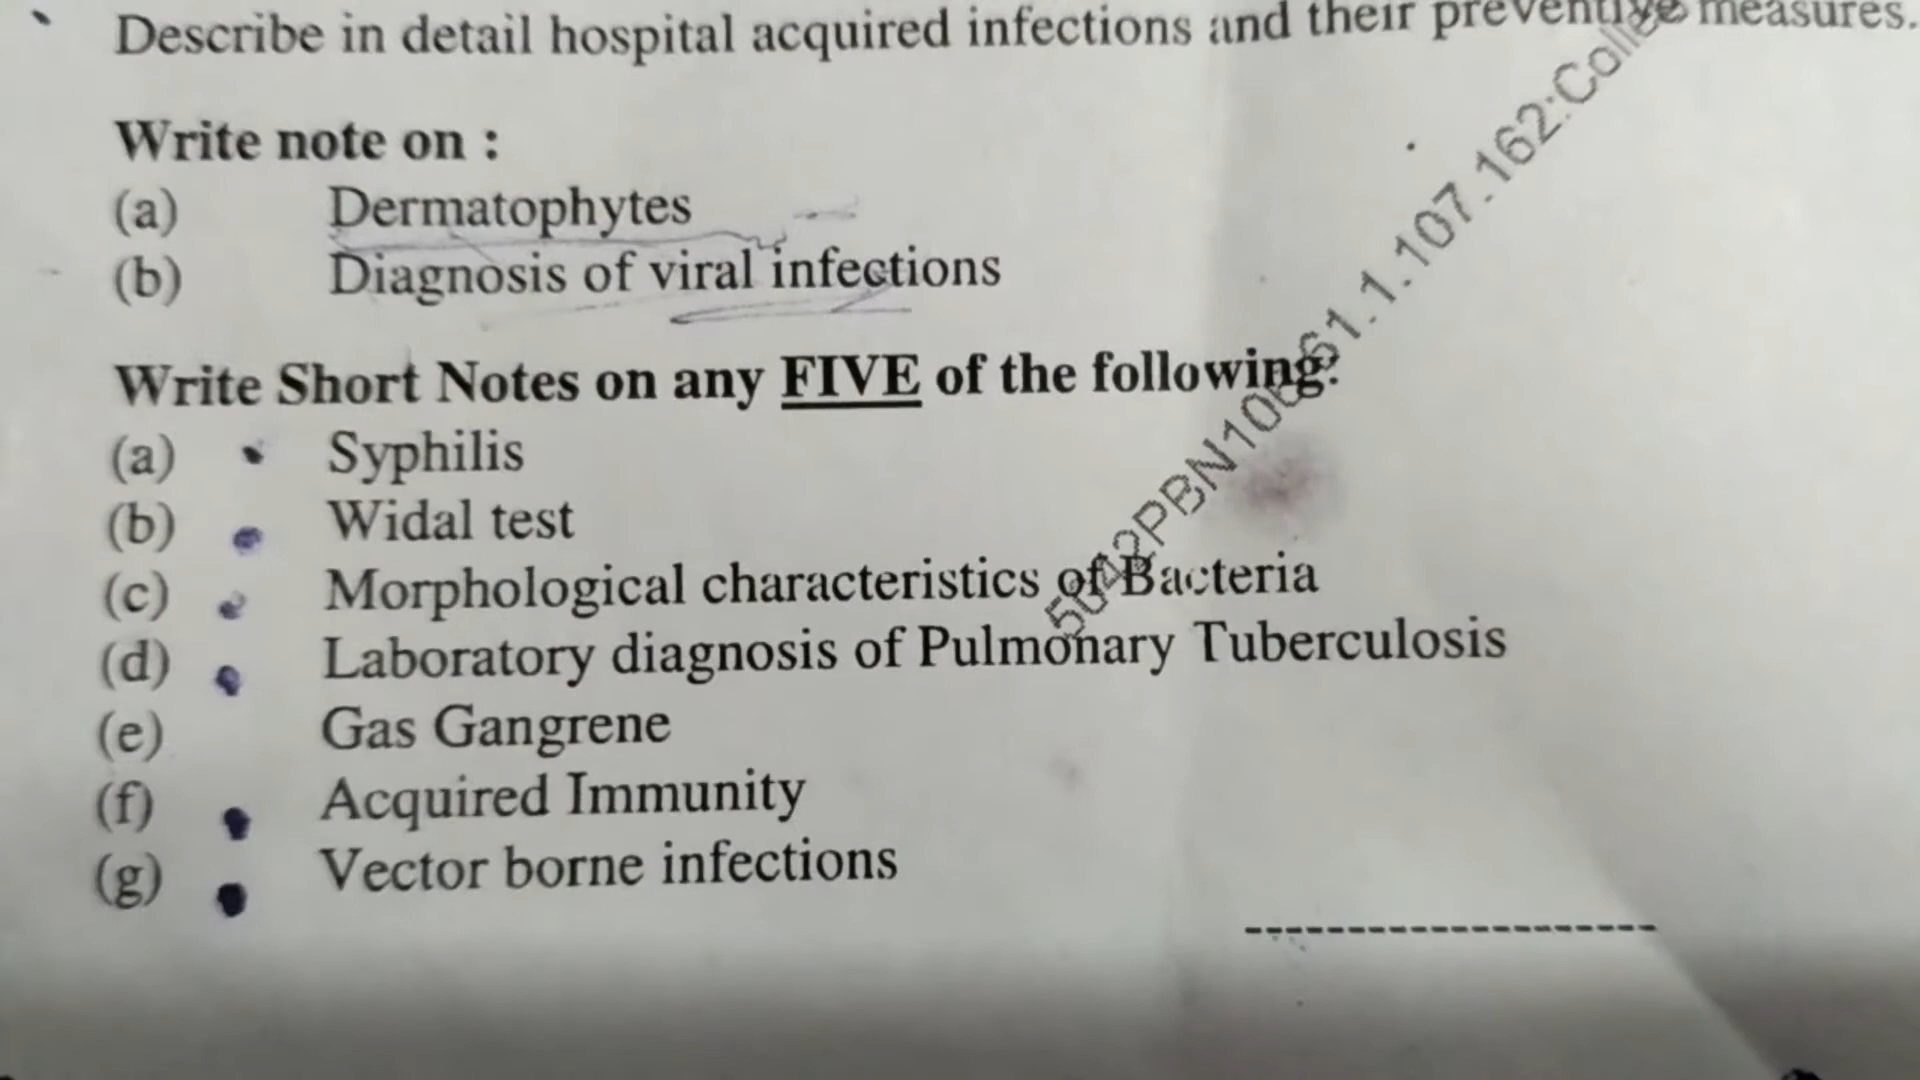 Describe in detail hospital acquired infections and their preventive measures.
Write note on :
(a) Dermatophytes
(b) Diagnosis of viral infections
Write Short Notes on any FIVE of the following:
(a) Syphilis
(b) Widal test
(c) Morphological characteristics of Bacteria
(d) Laboratory diagnosis of Pulmonary Tuberculosis
(e) Gas Gangrene
(f) Acquired Immunity
(g) Vector borne infections